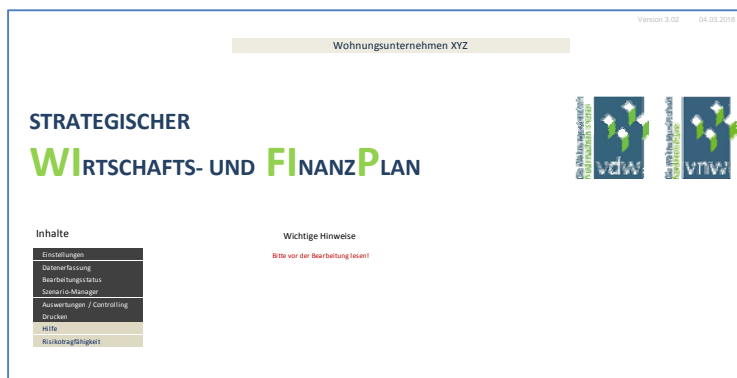 Version 3.02 04.03.2018
Wohnungsunternehmen XYZ
STRATEGISCHER
WIRTSCHAFTS- UND FINANZPLAN
vdw
vnw
Inhalte
Wichtige Hinweise
Einstellungen
Bitte vor der Bearbeitung lesen!
Datenerfassung
Bearbeitungsstatus
Szenario-Manager
Auswertungen / Controlling
Drucken
Hilfe
Risikotragfähigkeit